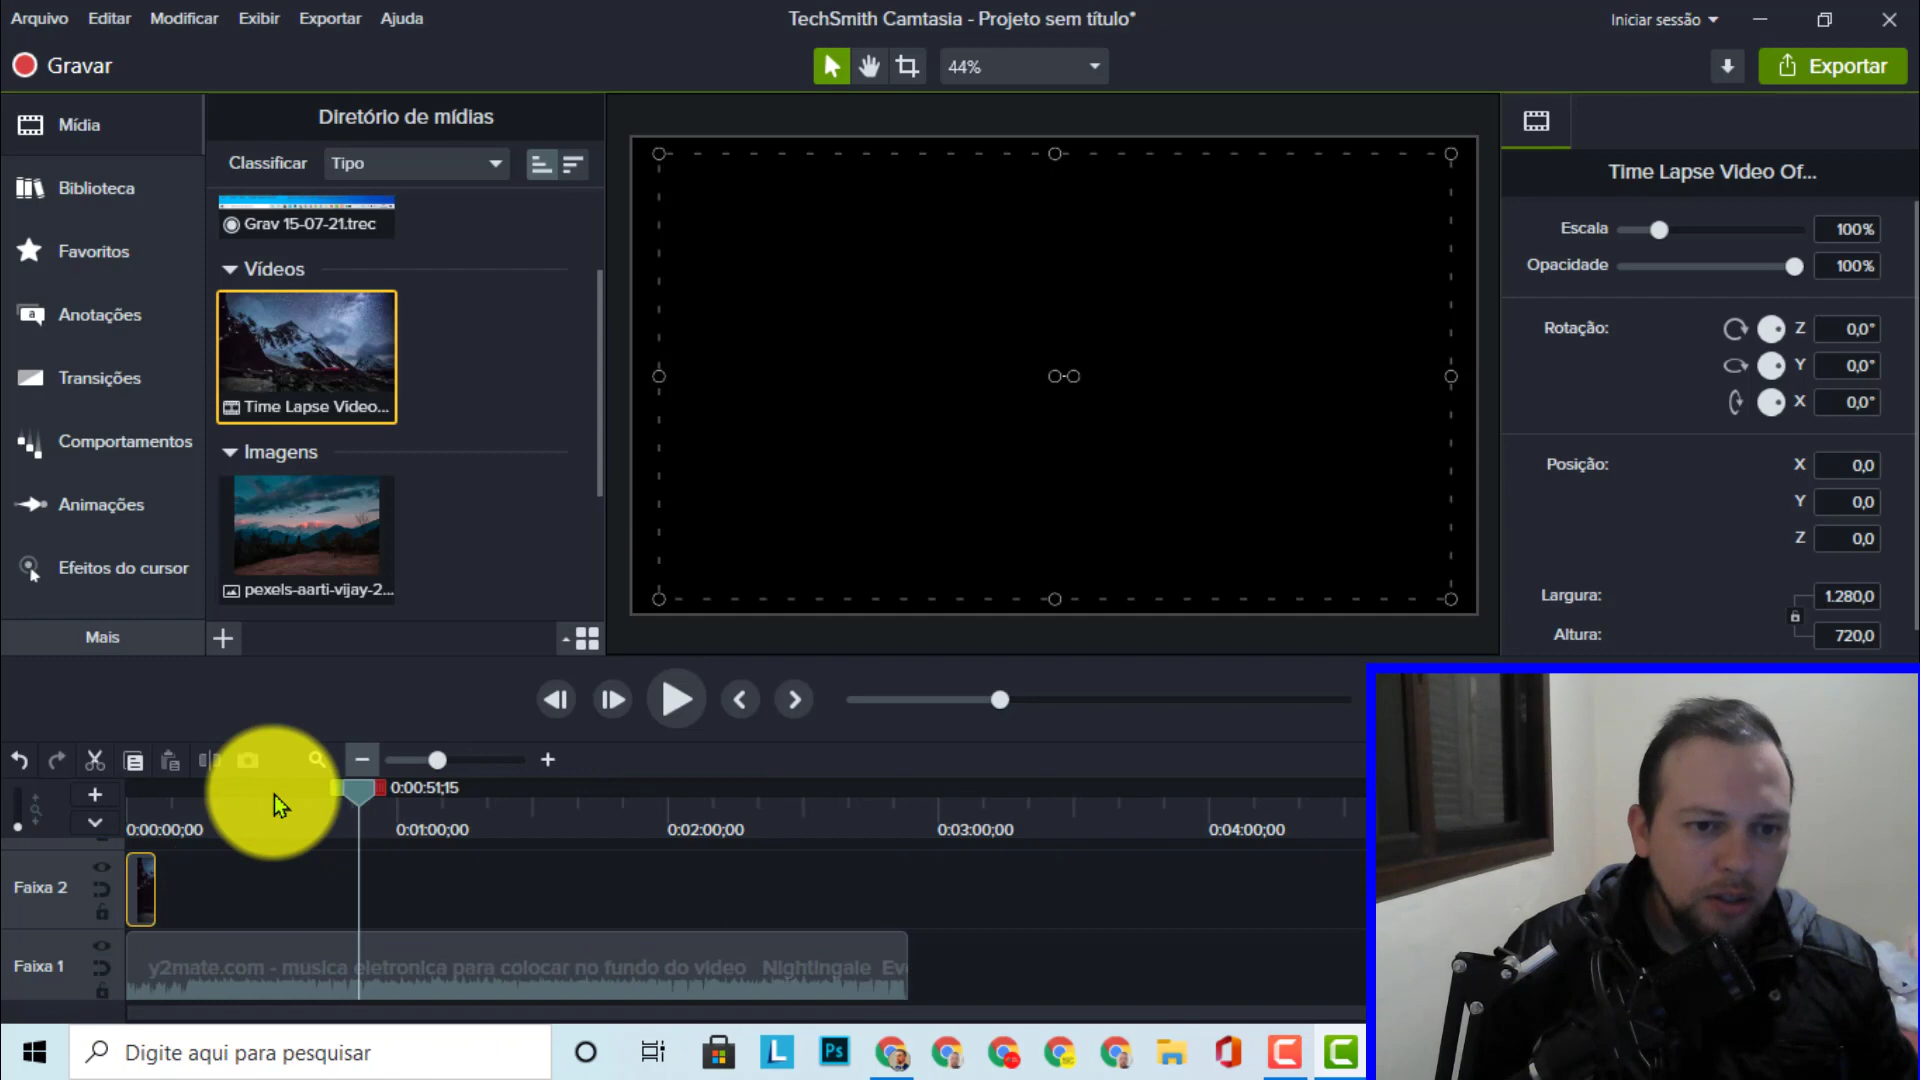 Arquivo Editar Modificar Exibir Exportar Ajuda
TechSmith Camtasia - Projeto sem título*
Iniciar sessão
Gravar
44%
Exportar
Mídia
Biblioteca
Favoritos
Anotações
Transições
Comportamentos
Animações
Efeitos do cursor
Mais
Diretório de mídias
Classificar Tipo
Grav 15-07-21.trec
Vídeos
Time Lapse Video...
Imagens
pexels-aarti-vijay-2...
Time Lapse Video Of...
Escala 100%
Opacidade 100%
Rotação: Z 0,0°
Y 0,0°
X 0,0°
Posição: X 0,0
Y 0,0
Z 0,0
Largura: 1.280,0
Altura: 720,0
0:00:51;15
0:00:00;00 0:01:00;00 0:02:00;00 0:03:00;00 0:04:00;00
Faixa 2
Faixa 1
y2mate.com - musica eletronica para colocar no fundo do video Nightingale Ev
Digite aqui para pesquisar
L
Ps